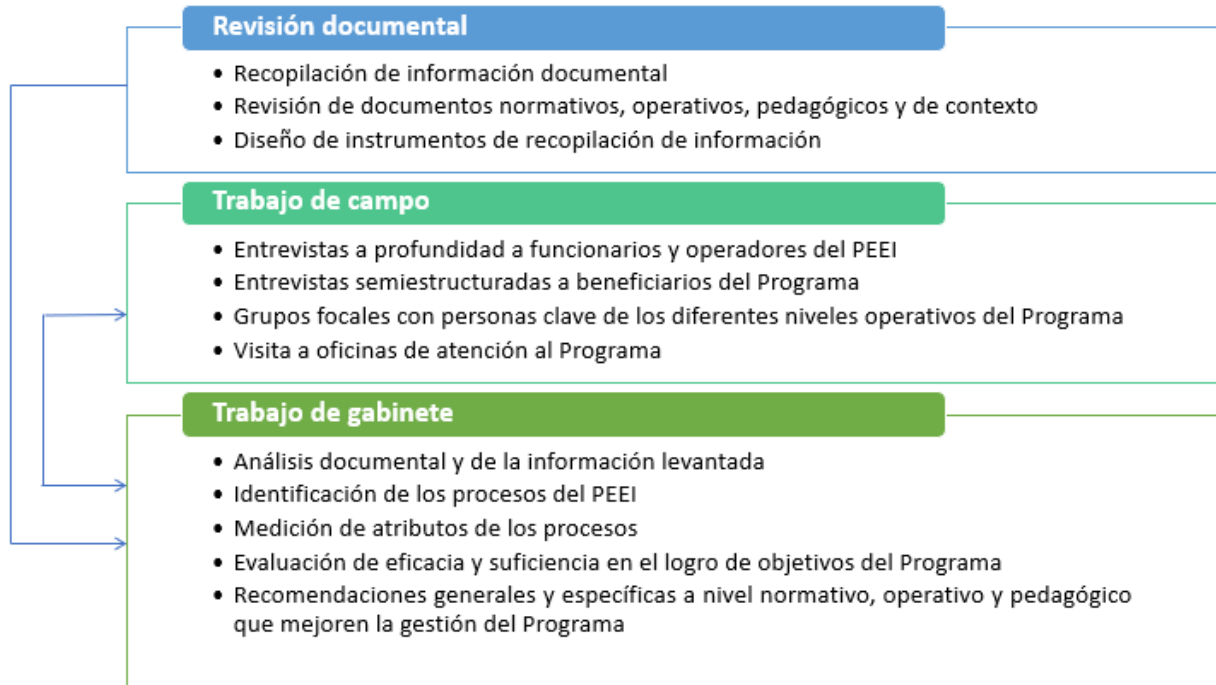 Revisión documental
• Recopilación de información documental
• Revisión de documentos normativos, operativos, pedagógicos y de contexto
• Diseño de instrumentos de recopilación de información
Trabajo de campo
• Entrevistas a profundidad a funcionarios y operadores del PEEI
• Entrevistas semiestructuradas a beneficiarios del Programa
• Grupos focales con personas clave de los diferentes niveles operativos del Programa
• Visita a oficinas de atención al Programa
Trabajo de gabinete
• Análisis documental y de la información levantada
• Identificación de los procesos del PEEI
• Medición de atributos de los procesos
• Evaluación de eficacia y suficiencia en el logro de objetivos del Programa
• Recomendaciones generales y específicas a nivel normativo, operativo y pedagógico
que mejoren la gestión del Programa